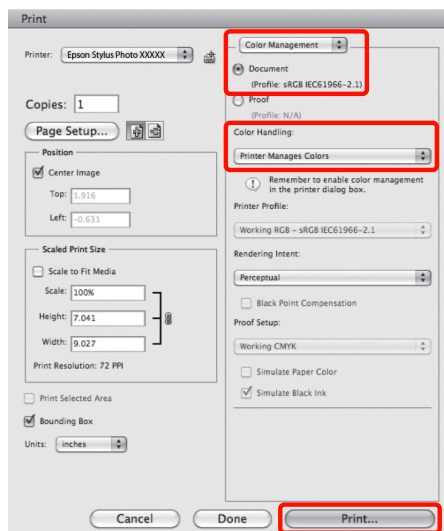 Print
Printer: Epson Stylus Photo XXXXX
Copies: 1
Page Setup...
Position
Center Image
Top: 1.916
Left: -0.631
Scaled Print Size
Scale to Fit Media
Scale: 100%
Height: 7.041
Width: 9.027
Print Resolution: 72 PPI
Print Selected Area
Bounding Box
Units: inches
Color Management
Document
(Profile: sRGB IEC61966-2.1)
Proof
(Profile: N/A)
Color Handling:
Printer Manages Colors
Remember to enable color management
in the printer dialog box.
Printer Profile:
Working RGB - sRGB IEC61966-2.1
Rendering Intent:
Perceptual
Black Point Compensation
Proof Setup:
Working CMYK
Simulate Paper Color
Simulate Black Ink
Cancel
Done
Print...